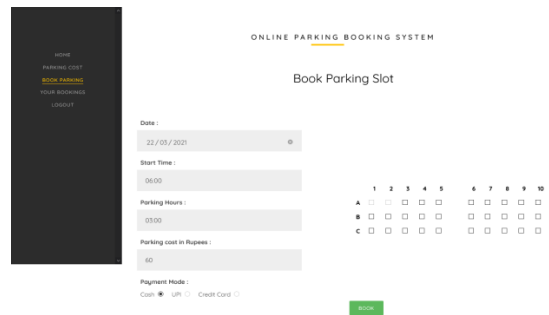 ONLINE PARKING BOOKING SYSTEM
HOME
PARKING COST
BOOK PARKING
YOUR BOOKINGS
LOGOUT
Book Parking Slot
Date :
22/03/2021
Start Time :
06:00
Parking Hours :
03:00
Parking cost in Rupees :
60
Payment Mode :
Cash UPI Credit Card
1 2 3 4 5 6 7 8 9 10
A
B
C
BOOK